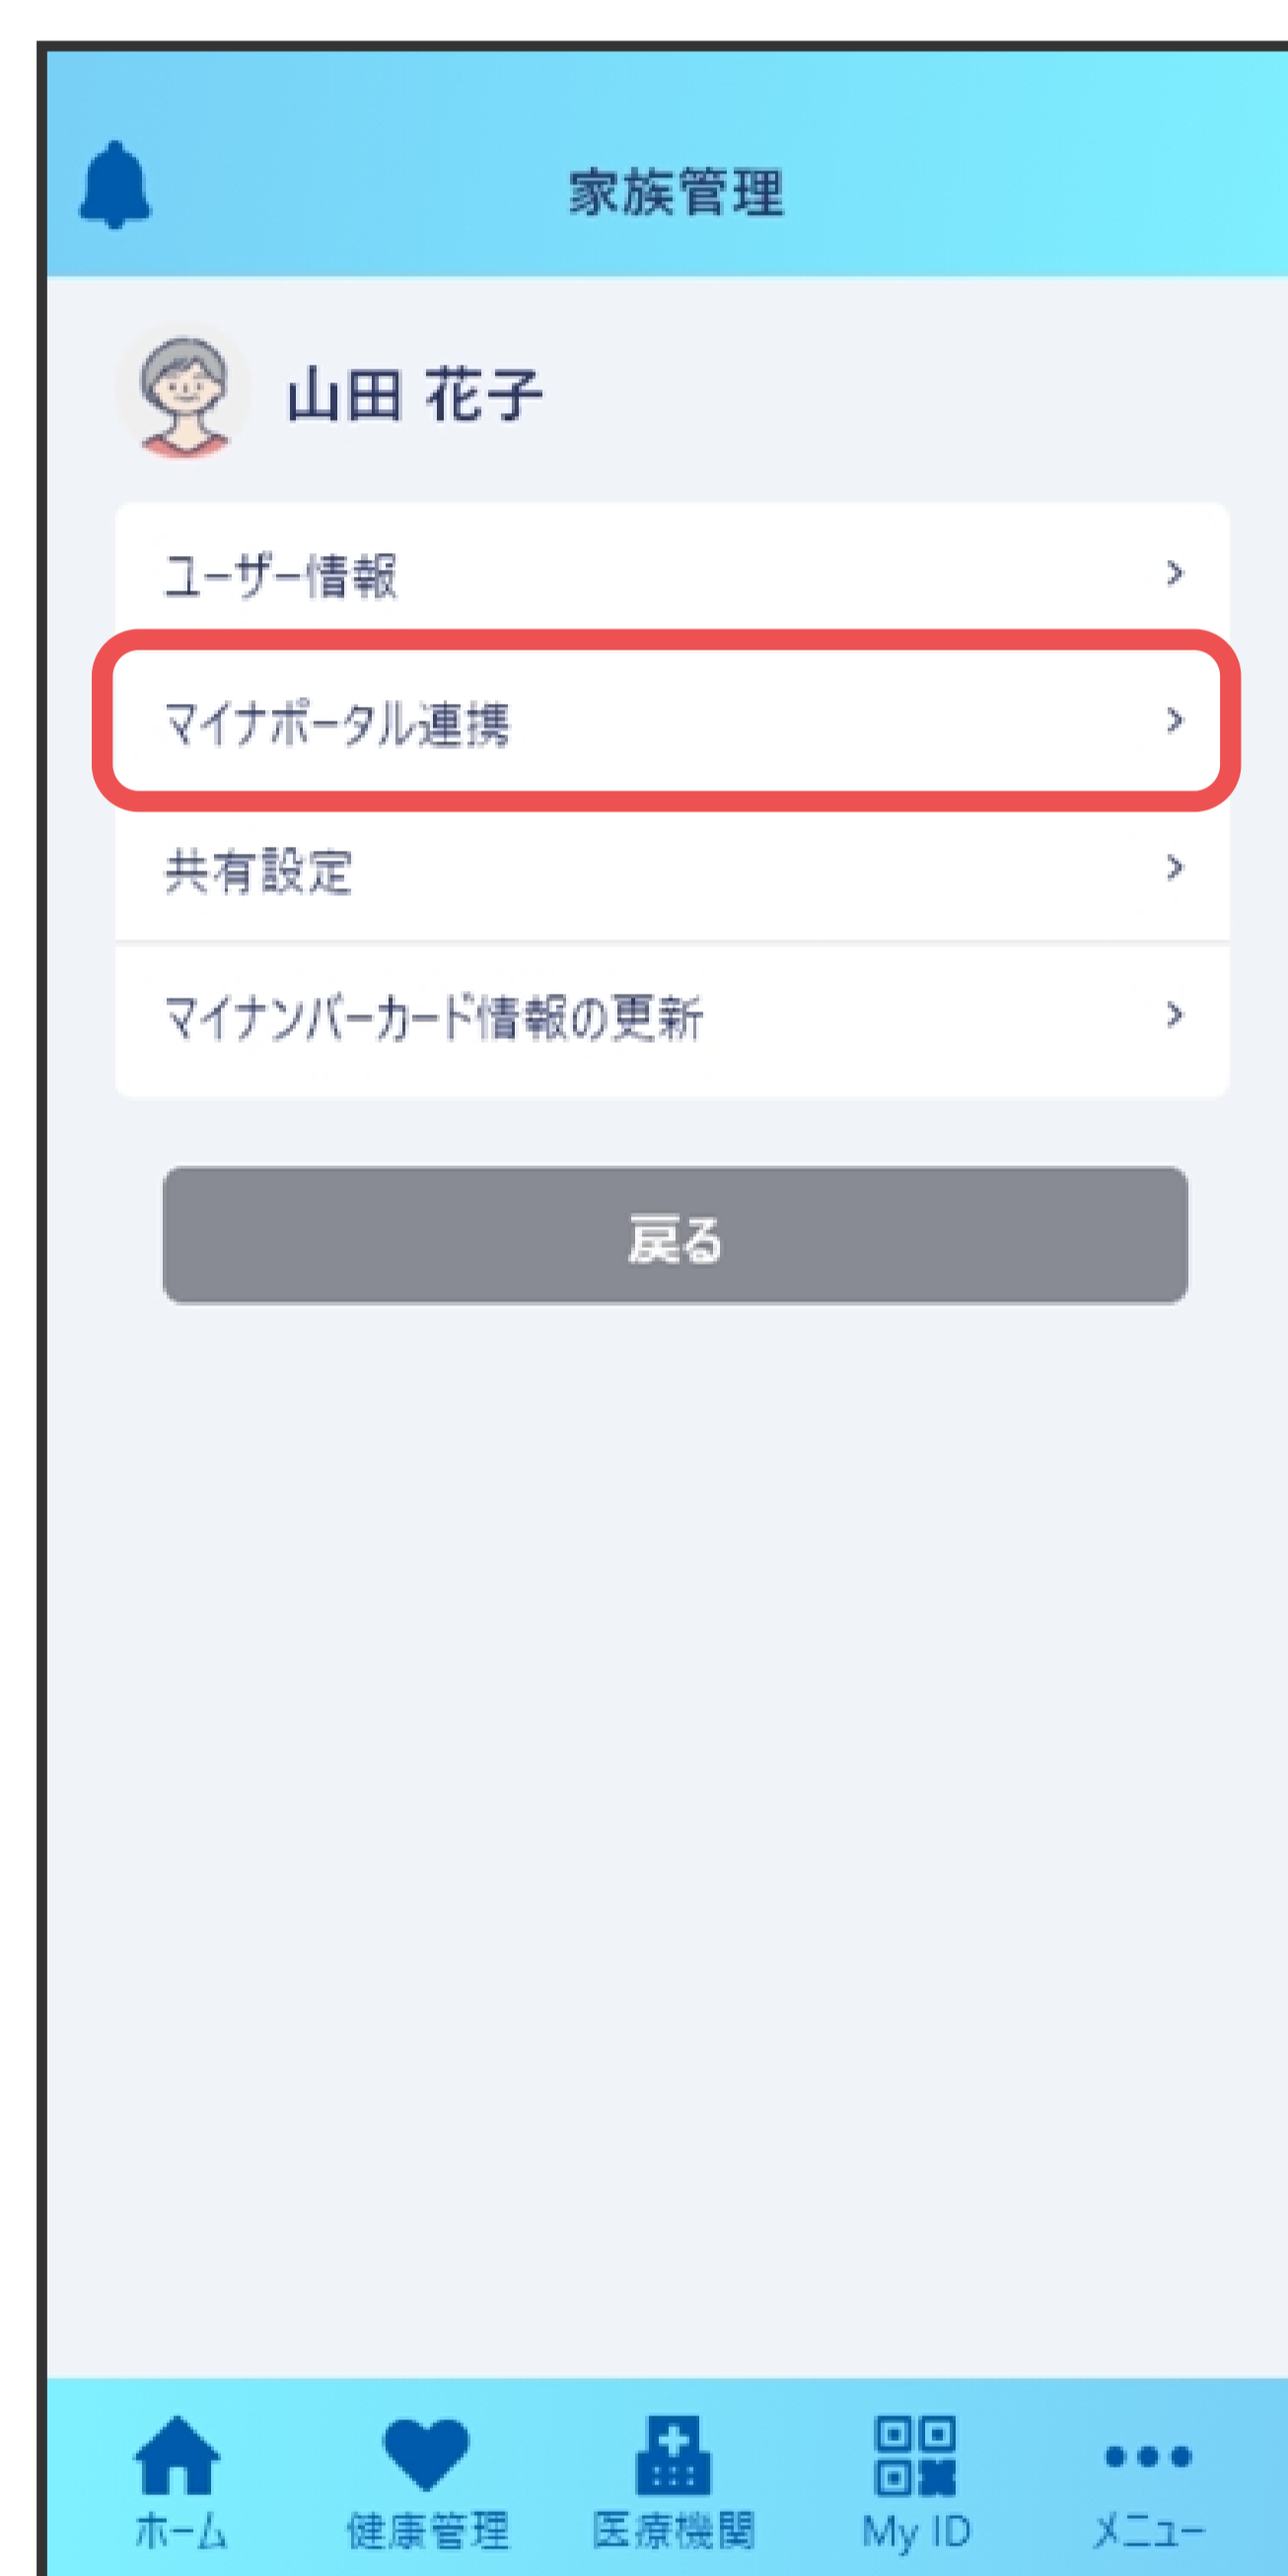 家族管理
山田 花子
ユーザー情報
マイナポータル連携
共有設定
マイナンバーカード情報の更新
戻る
ホーム 健康管理 医療機関 My ID メニュー